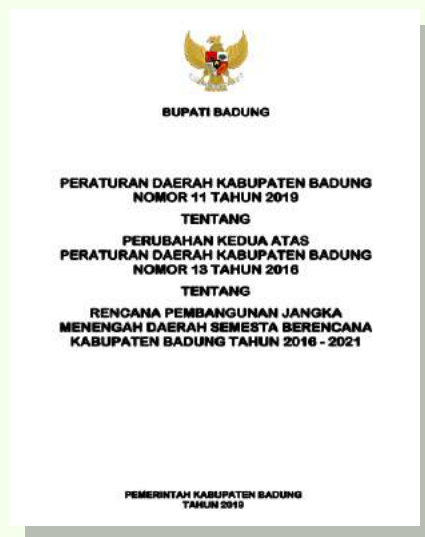 BUPATI BADUNG
PERATURAN DAERAH KABUPATEN BADUNG
NOMOR 11 TAHUN 2019
TENTANG
PERUBAHAN KEDUA ATAS
PERATURAN DAERAH KABUPATEN BADUNG
NOMOR 13 TAHUN 2016
TENTANG
RENCANA PEMBANGUNAN JANGKA
MENENGAH DAERAH SEMESTA BERENCANA
KABUPATEN BADUNG TAHUN 2016 - 2021
PEMERINTAH KABUPATEN BADUNG
TAHUN 2019